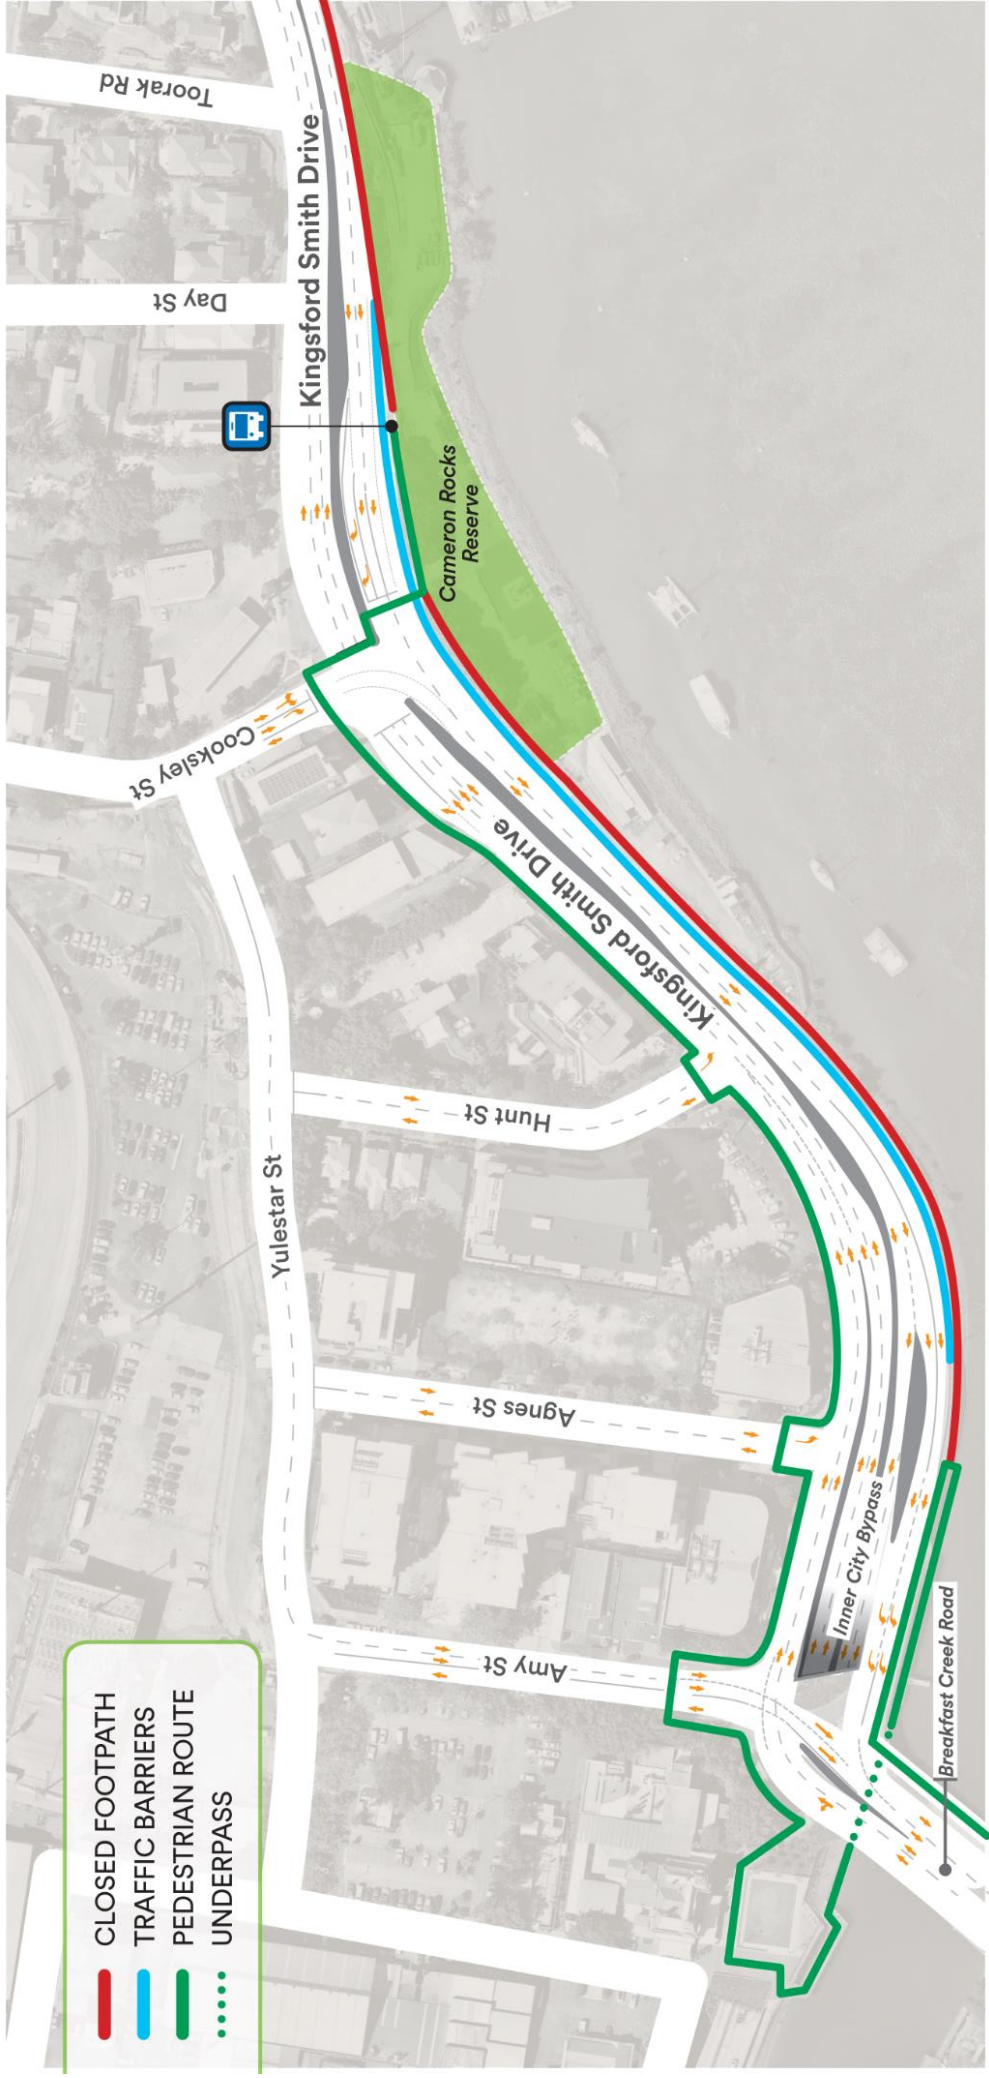 CLOSED FOOTPATH
TRAFFIC BARRIERS
PEDESTRIAN ROUTE
UNDERPASS
Toorak Rd
Kingsford Smith Drive
Day St
Cameron Rocks
Reserve
Cooksley St
Kingsford Smith Drive
Hunt St
Yulestar St
Agnes St
Inner City Bypass
Amy St
Breakfast Creek Road